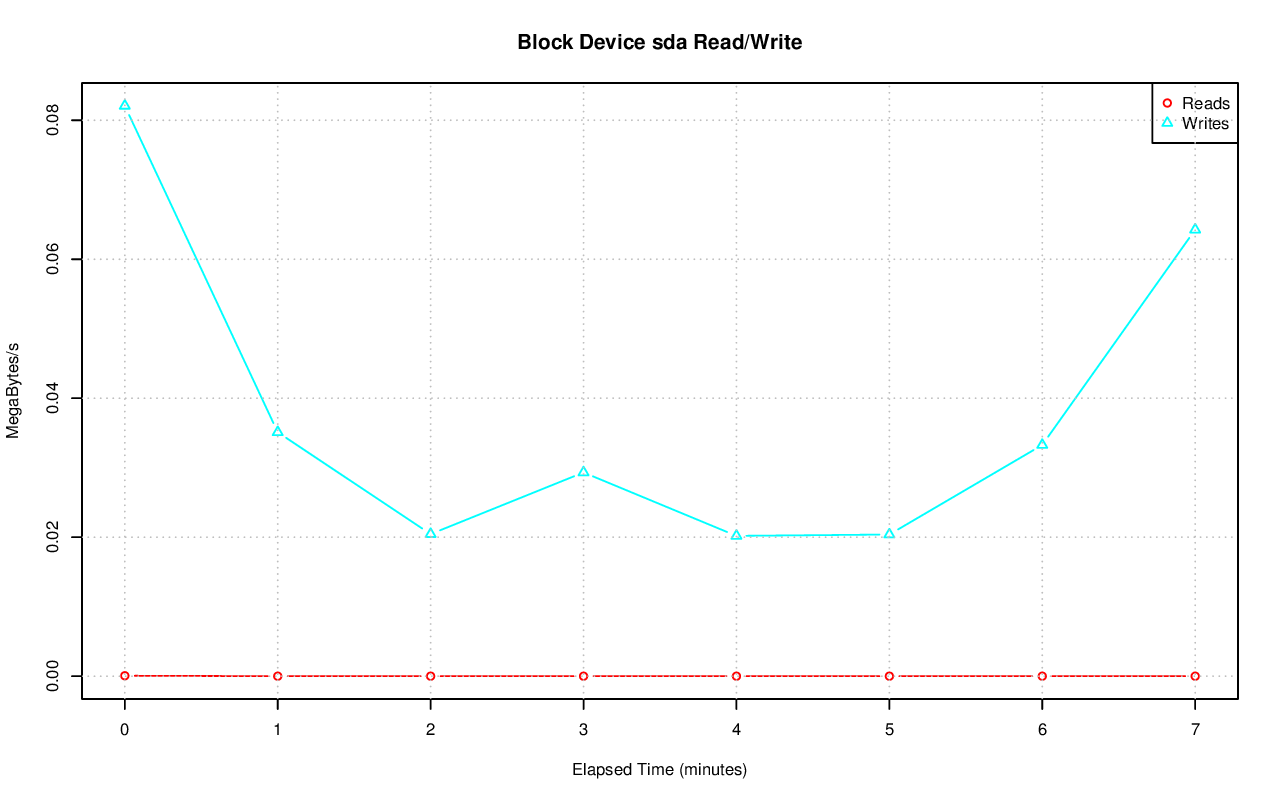 Block Device sda Read/Write
Reads
Writes
0.08
0.06
0.04
0.02
0.00
MegaBytes/s
0 1 2 3 4 5 6 7
Elapsed Time (minutes)